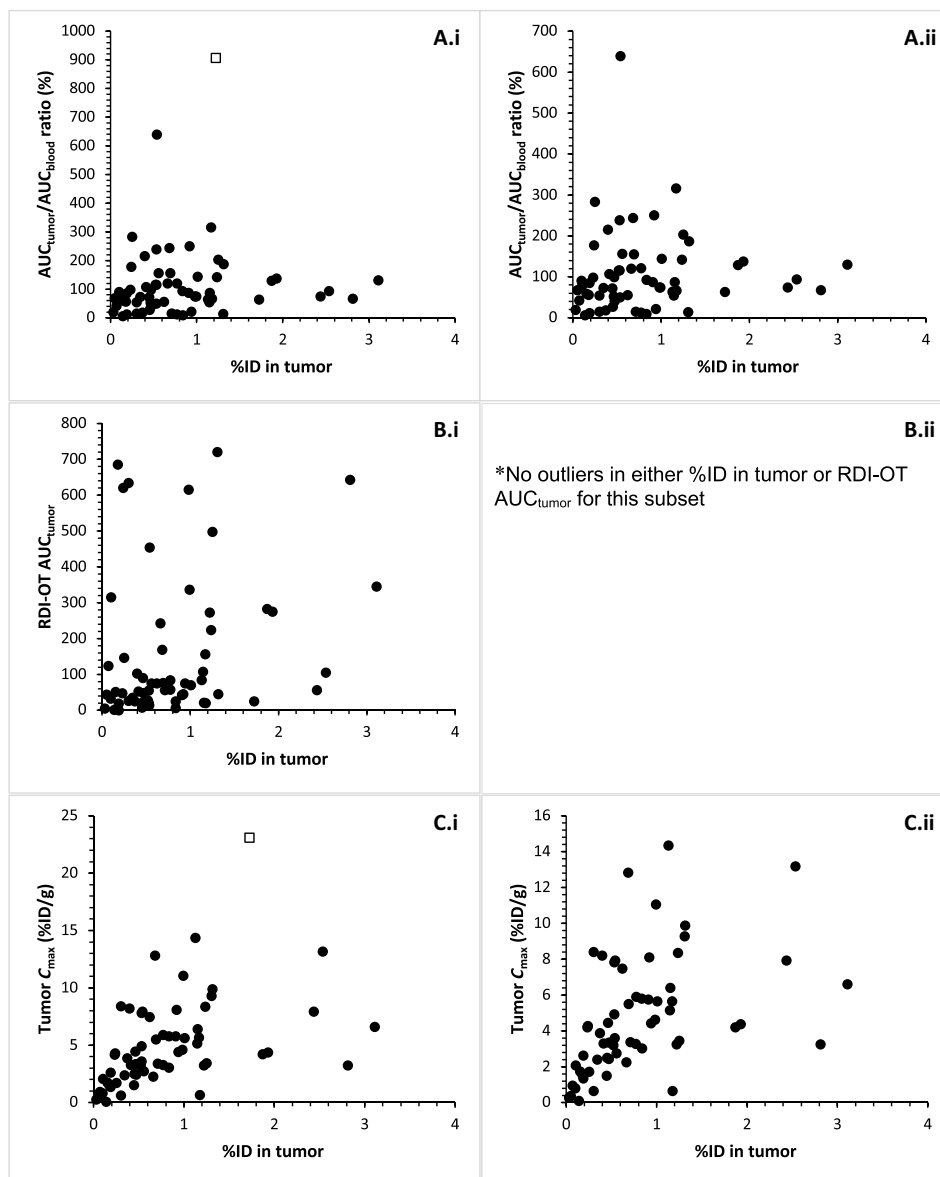 A.i
1000
900
800
700
600
500
400
300
200
100
0
0 1 2 3 4
AUCtumor/AUCblood ratio (%)
%ID in tumor
A.ii
700
600
500
400
300
200
100
0
0 1 2 3 4
AUCtumor/AUCblood ratio (%)
%ID in tumor
B.i
800
700
600
500
400
300
200
100
0
0 1 2 3 4
RDI-OT AUCtumor
%ID in tumor
B.ii
*No outliers in either %ID in tumor or RDI-OT
AUCtumor for this subset
C.i
25
20
15
10
5
0
0 1 2 3 4
Tumor Cmax (%ID/g)
%ID in tumor
C.ii
16
14
12
10
8
6
4
2
0
0 1 2 3 4
Tumor Cmax (%ID/g)
%ID in tumor